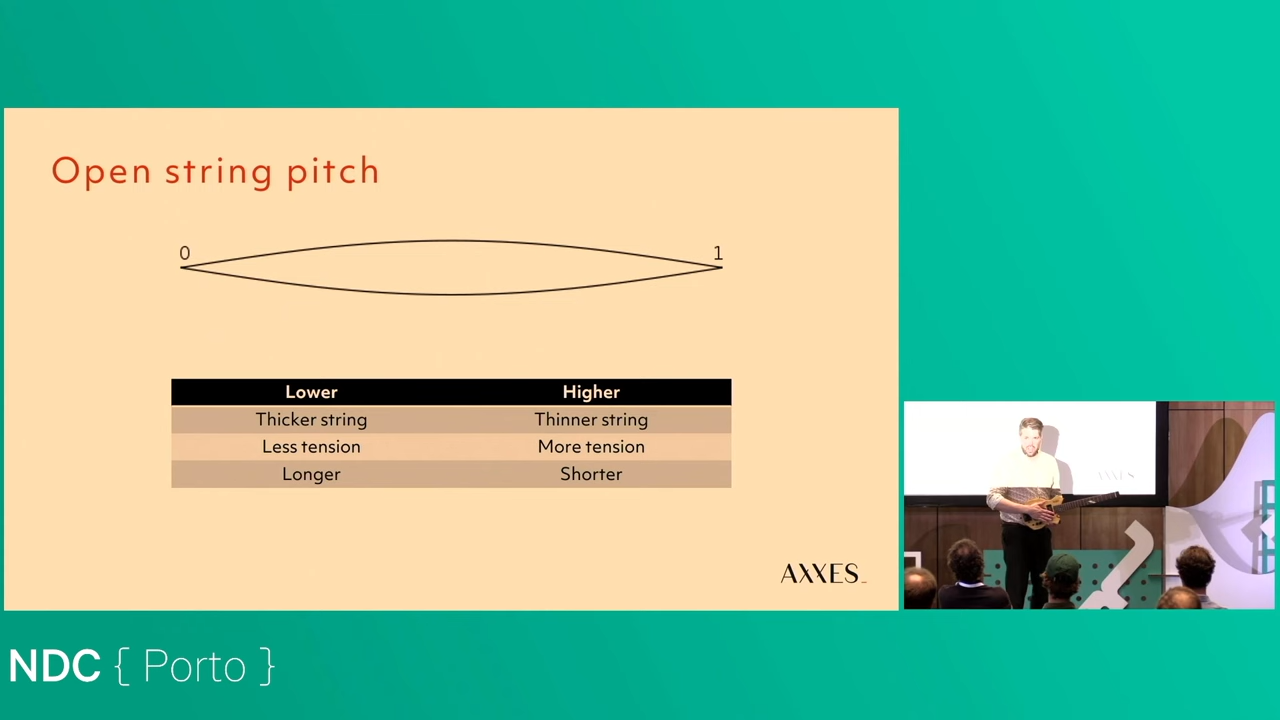 Open string pitch
0 1
Lower Higher
Thicker string Thinner string
Less tension More tension
Longer Shorter
AXXES_
AXXES
NDC { Porto }